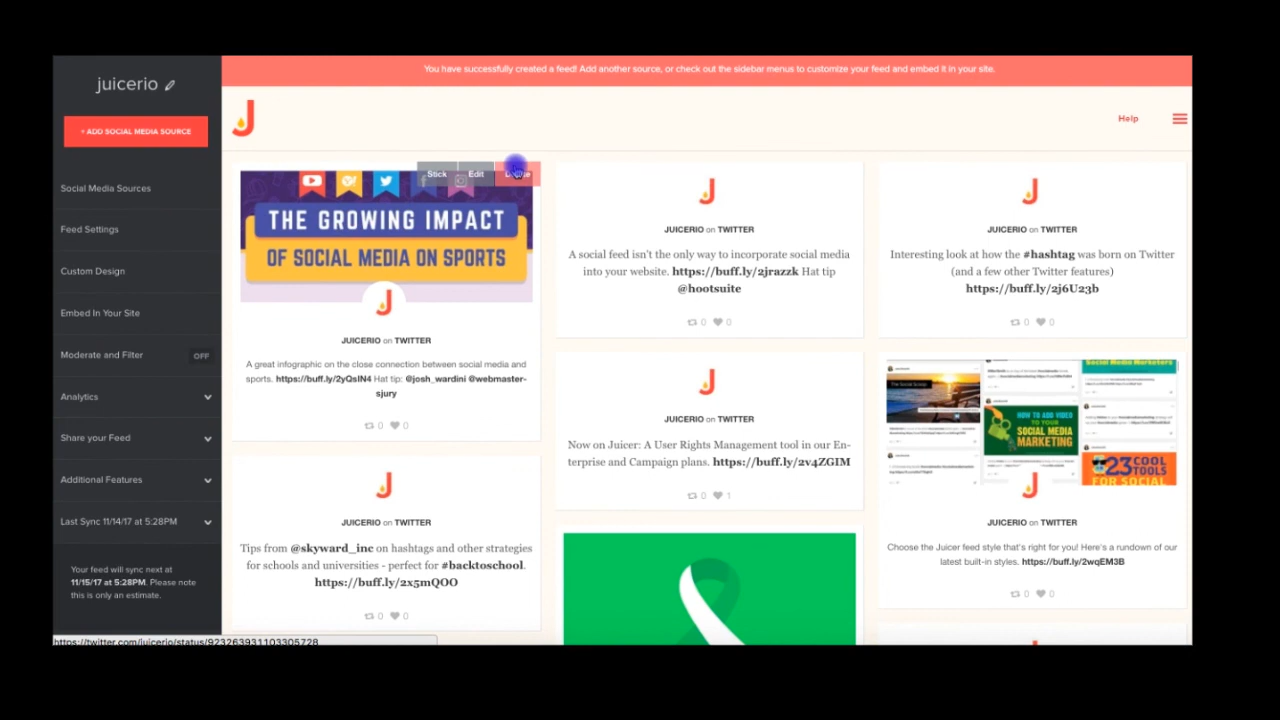 juicerio
You have successfully created a feed! Add another source, or check out the sidebar menus to customize your feed and embed it in your site.
+ ADD SOCIAL MEDIA SOURCE
Help
Social Media Sources
Feed Settings
Custom Design
Embed In Your Site
Moderate and Filter OFF
Analytics
Share your Feed
Additional Features
Last Sync 11/14/17 at 5:28PM
Your feed will sync next at
11/15/17 at 5:28PM. Please note
this is only an estimate.
Stick Edit Delete
THE GROWING IMPACT
OF SOCIAL MEDIA ON SPORTS
JUICERIO on TWITTER
A great infographic on the close connection between social media and
sports. https://buff.ly/2yQsIN4 Hat tip: @josh_wardini @webmaster-
sjury
0 0
JUICERIO on TWITTER
Tips from @skyward_inc on hashtags and other strategies
for schools and universities - perfect for #backtoschool.
https://buff.ly/2x5mQOO
0 0
JUICERIO on TWITTER
A social feed isn't the only way to incorporate social media
into your website. https://buff.ly/2jrazzk Hat tip
@hootsuite
0 0
JUICERIO on TWITTER
Now on Juicer: A User Rights Management tool in our En-
terprise and Campaign plans. https://buff.ly/2v4ZGIM
0 1
JUICERIO on TWITTER
Interesting look at how the #hashtag was born on Twitter
(and a few other Twitter features)
https://buff.ly/2j6U23b
0 0
Social Media Marketers
The Social Scoop
HOW TO ADD VIDEO
TO YOUR
SOCIAL MEDIA
MARKETING
23 COOL
TOOLS
FOR SOCIAL
JUICERIO on TWITTER
Choose the Juicer feed style that's right for you! Here's a rundown of our
latest built-in styles. https://buff.ly/2wqEM3B
0 0
https://twitter.com/juicerio/status/923263931103305728